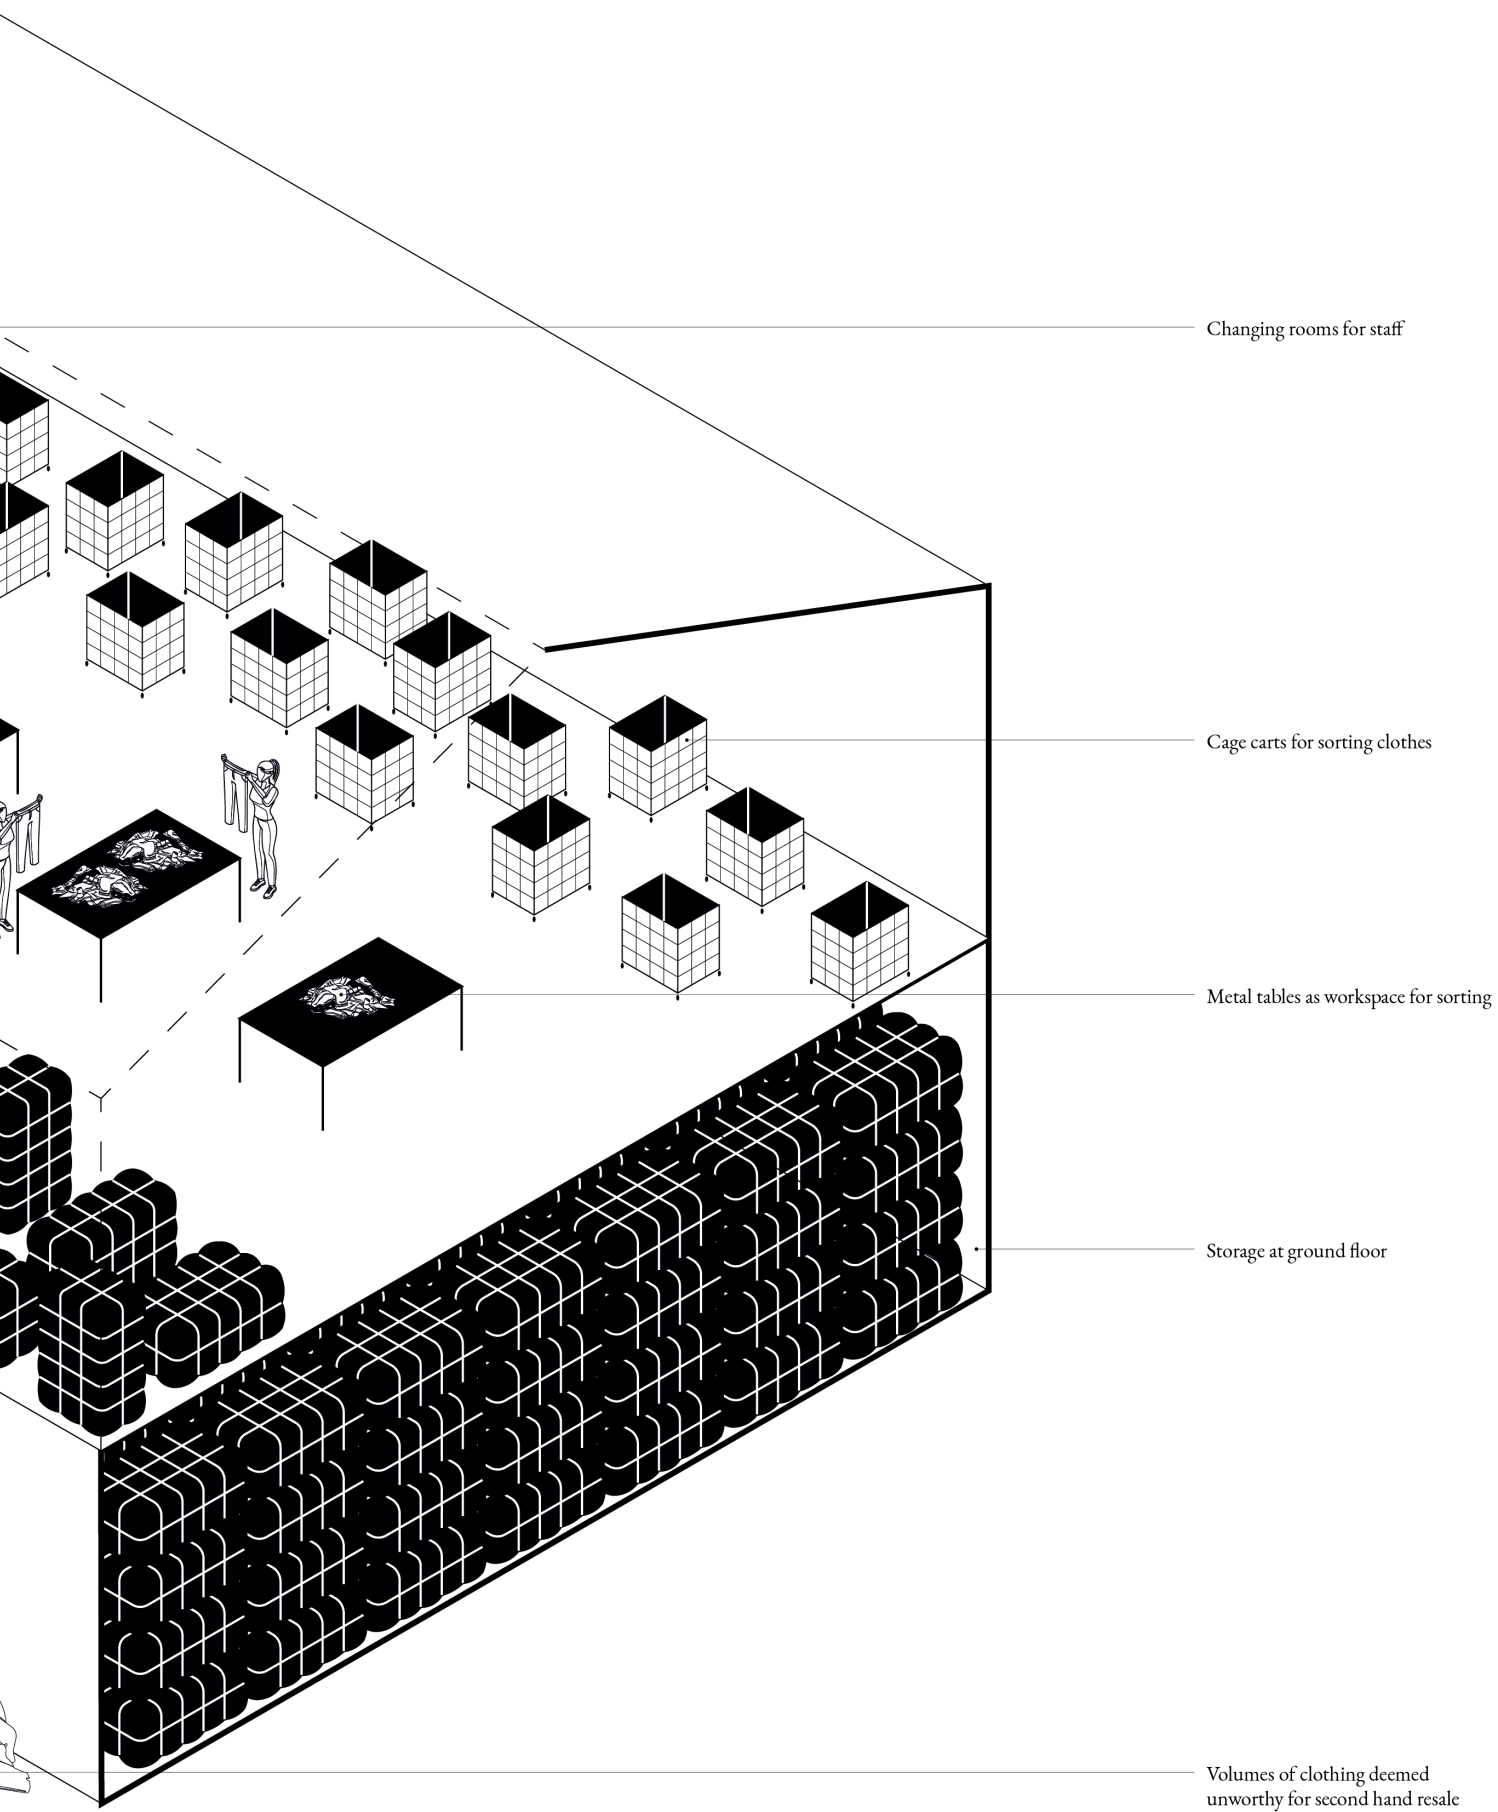 Changing rooms for staff
Cage carts for sorting clothes
Metal tables as workspace for sorting
Storage at ground floor
Volumes of clothing deemed
unworthy for second hand resale